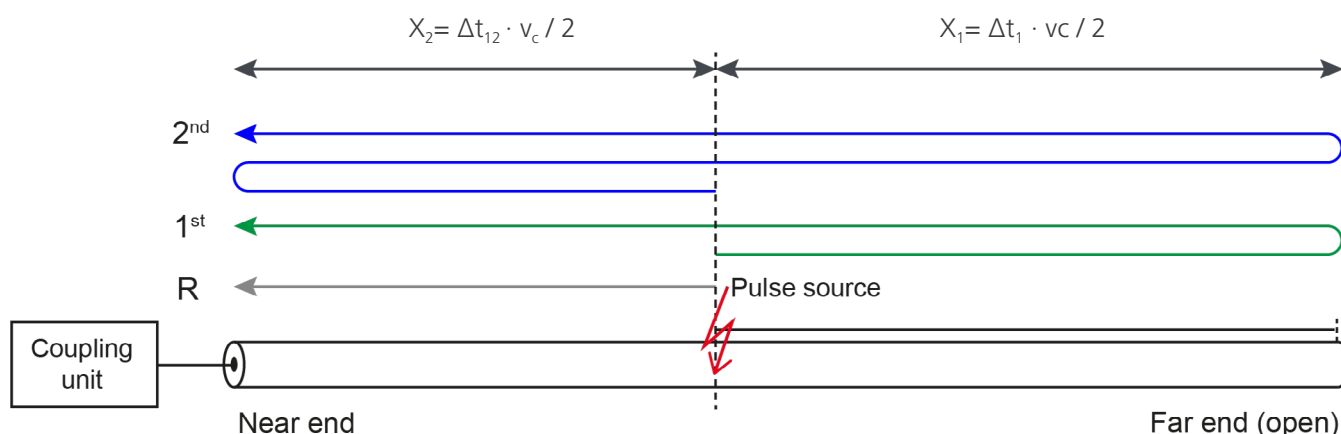 X₂= Δt₁₂ · v꜀ / 2
X₁= Δt₁ · vc / 2
2ⁿᵈ
1ˢᵗ
R
Pulse source
Coupling
unit
Near end
Far end (open)